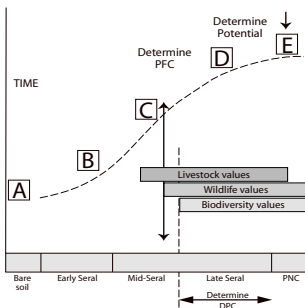 Determine
Potential
E
Determine
PFC
D
TIME
C
B
A
Livestock values
Wildlife values
Biodiversity values
Bare
soil
Early Seral
Mid-Seral
Late Seral
PNC
Determine
DPC